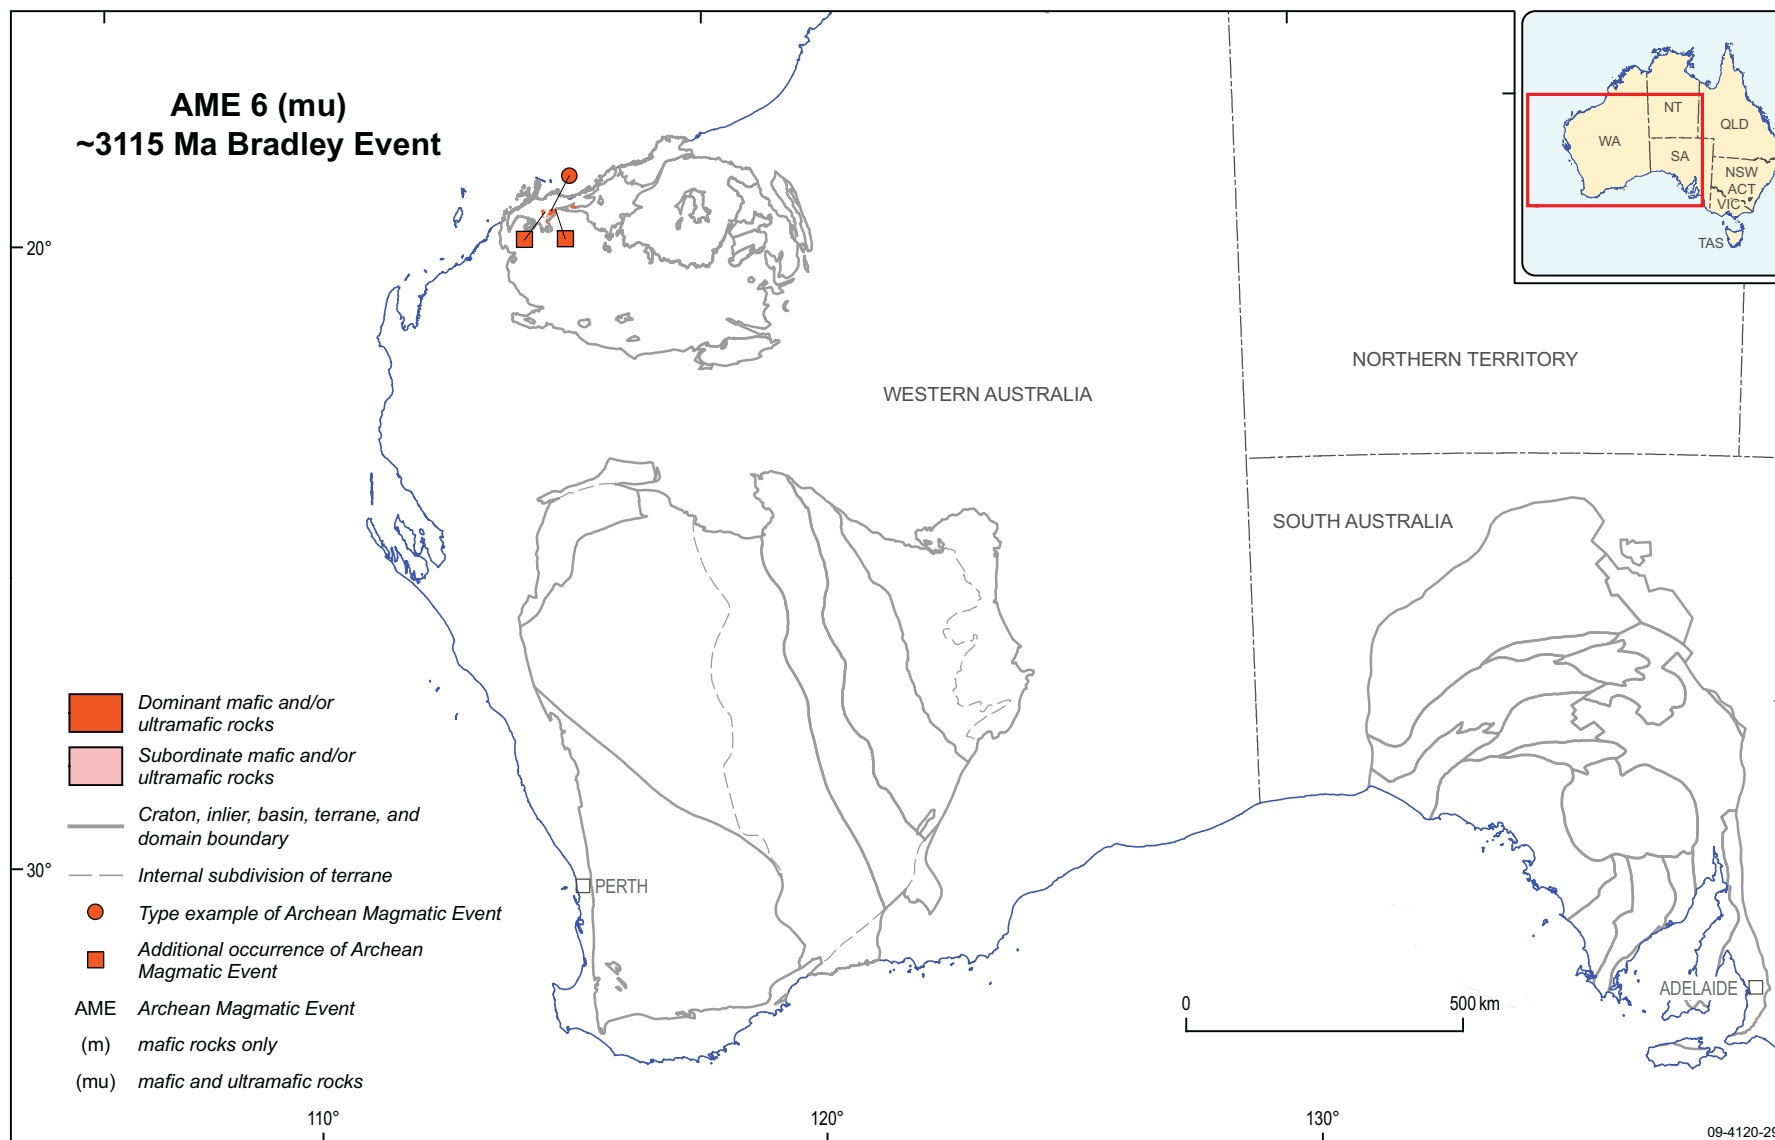 AME 6 (mu)
~3115 Ma Bradley Event
WA
NT
QLD
SA
NSW
ACT
VIC
TAS
20°
NORTHERN TERRITORY
WESTERN AUSTRALIA
SOUTH AUSTRALIA
Dominant mafic and/or
ultramafic rocks
Subordinate mafic and/or
ultramafic rocks
Craton, inlier, basin, terrane, and
domain boundary
30°
Internal subdivision of terrane
PERTH
Type example of Archean Magmatic Event
Additional occurrence of Archean
Magmatic Event
ADELAIDE
0
500 km
AME Archean Magmatic Event
(m) mafic rocks only
(mu) mafic and ultramafic rocks
110°
120°
130°
09-4120-29